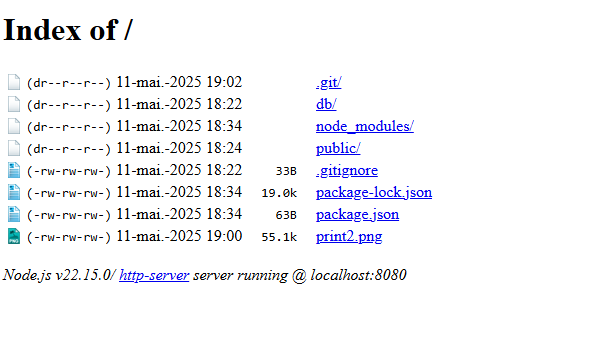 Index of /
(dr--r--r--) 11-mai.-2025 19:02 .git/
(dr--r--r--) 11-mai.-2025 18:22 db/
(dr--r--r--) 11-mai.-2025 18:34 node_modules/
(dr--r--r--) 11-mai.-2025 18:24 public/
(-rw-rw-rw-) 11-mai.-2025 18:22 33B .gitignore
(-rw-rw-rw-) 11-mai.-2025 18:34 19.0k package-lock.json
(-rw-rw-rw-) 11-mai.-2025 18:34 63B package.json
(-rw-rw-rw-) 11-mai.-2025 19:00 55.1k print2.png
Node.js v22.15.0/ http-server server running @ localhost:8080